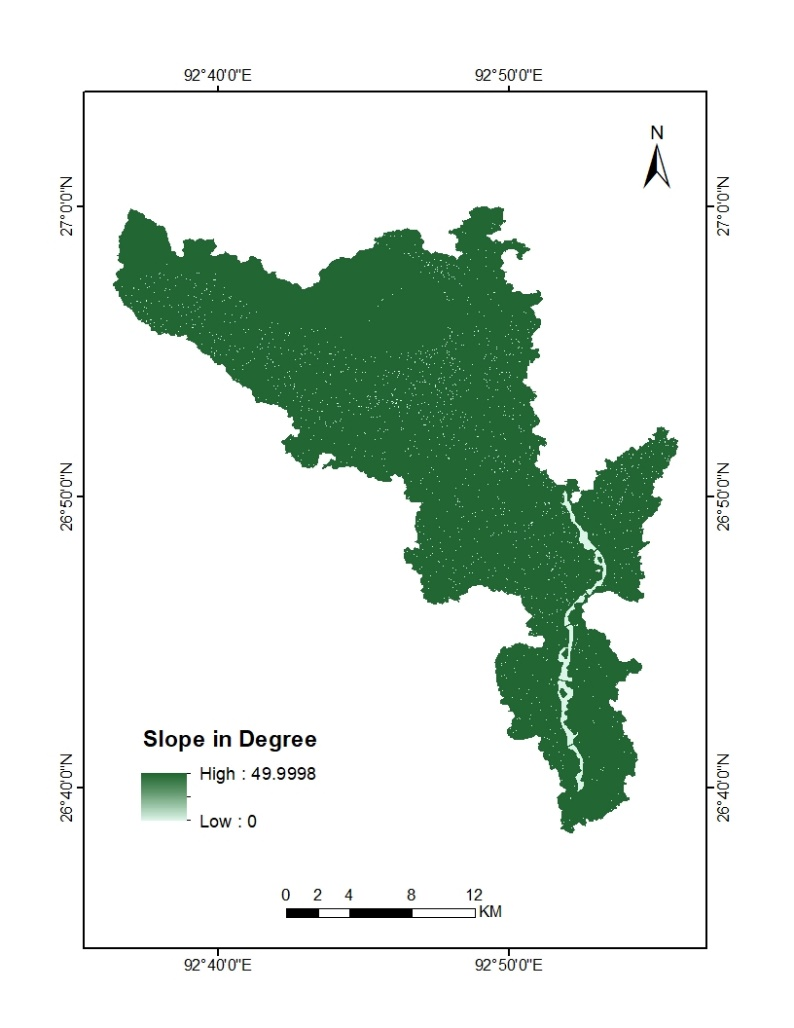 92°40'0"E 92°50'0"E
N
27°0'0"N 27°0'0"N
26°50'0"N 26°50'0"N
Slope in Degree
High : 49.9998
Low : 0
26°40'0"N 26°40'0"N
0 2 4 8 12
KM
92°40'0"E 92°50'0"E